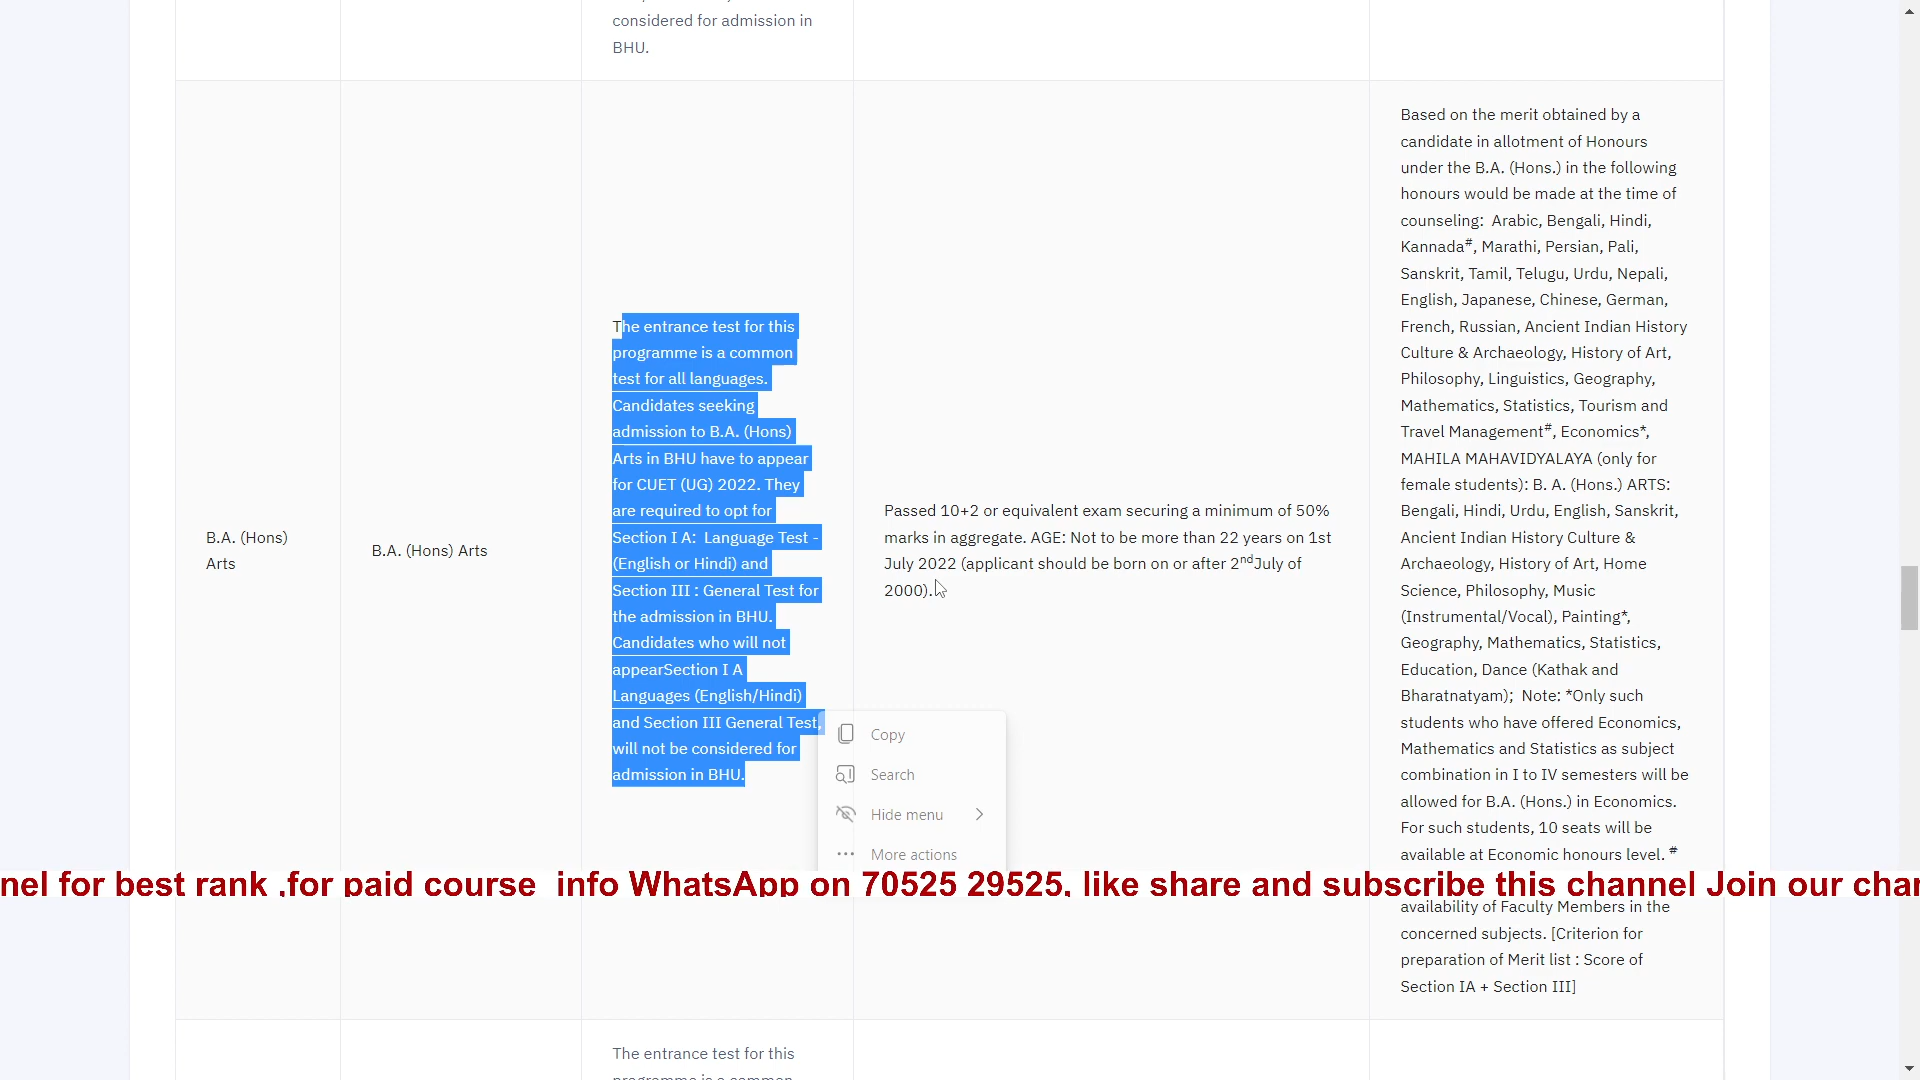 considered for admission in
BHU.
B.A. (Hons)
Arts
B.A. (Hons) Arts
The entrance test for this
programme is a common
test for all languages.
Candidates seeking
admission to B.A. (Hons)
Arts in BHU have to appear
for CUET (UG) 2022. They
are required to opt for
Section I A:  Language Test -
(English or Hindi) and
Section III : General Test for
the admission in BHU.
Candidates who will not
appearSection I A
Languages (English/Hindi)
and Section III General Test,
will not be considered for
admission in BHU.
Passed 10+2 or equivalent exam securing a minimum of 50%
marks in aggregate. AGE: Not to be more than 22 years on 1st
July 2022 (applicant should be born on or after 2ndJuly of
2000).
Based on the merit obtained by a
candidate in allotment of Honours
under the B.A. (Hons.) in the following
honours would be made at the time of
counseling:  Arabic, Bengali, Hindi,
Kannada#, Marathi, Persian, Pali,
Sanskrit, Tamil, Telugu, Urdu, Nepali,
English, Japanese, Chinese, German,
French, Russian, Ancient Indian History
Culture & Archaeology, History of Art,
Philosophy, Linguistics, Geography,
Mathematics, Statistics, Tourism and
Travel Management#, Economics*,
MAHILA MAHAVIDYALAYA (only for
female students): B. A. (Hons.) ARTS:
Bengali, Hindi, Urdu, English, Sanskrit,
Ancient Indian History Culture &
Archaeology, History of Art, Home
Science, Philosophy, Music
(Instrumental/Vocal), Painting*,
Geography, Mathematics, Statistics,
Education, Dance (Kathak and
Bharatnatyam);  Note: *Only such
students who have offered Economics,
Mathematics and Statistics as subject
combination in I to IV semesters will be
allowed for B.A. (Hons.) in Economics.
For such students, 10 seats will be
available at Economic honours level. #
availability of Faculty Members in the
concerned subjects. [Criterion for
preparation of Merit list : Score of
Section IA + Section III]
Copy
Search
Hide menu
More actions
nel for best rank ,for paid course  info WhatsApp on 70525 29525, like share and subscribe this channel Join our char
The entrance test for this